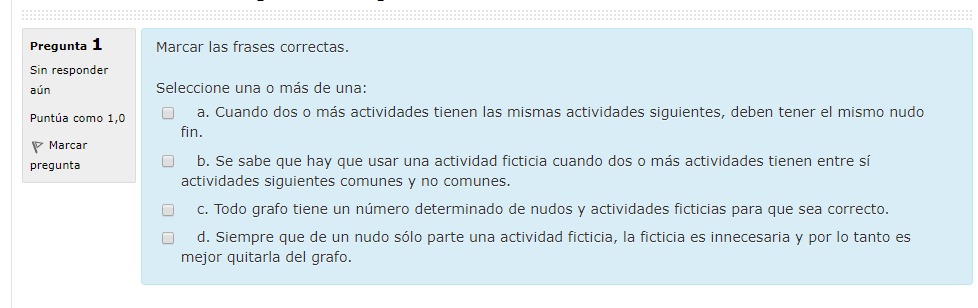 Pregunta 1
Sin responder
aún
Puntúa como 1,0
Marcar
pregunta
Marcar las frases correctas.
Seleccione una o más de una:
a. Cuando dos o más actividades tienen las mismas actividades siguientes, deben tener el mismo nudo
fin.
b. Se sabe que hay que usar una actividad ficticia cuando dos o más actividades tienen entre sí
actividades siguientes comunes y no comunes.
c. Todo grafo tiene un número determinado de nudos y actividades ficticias para que sea correcto.
d. Siempre que de un nudo sólo parte una actividad ficticia, la ficticia es innecesaria y por lo tanto es
mejor quitarla del grafo.